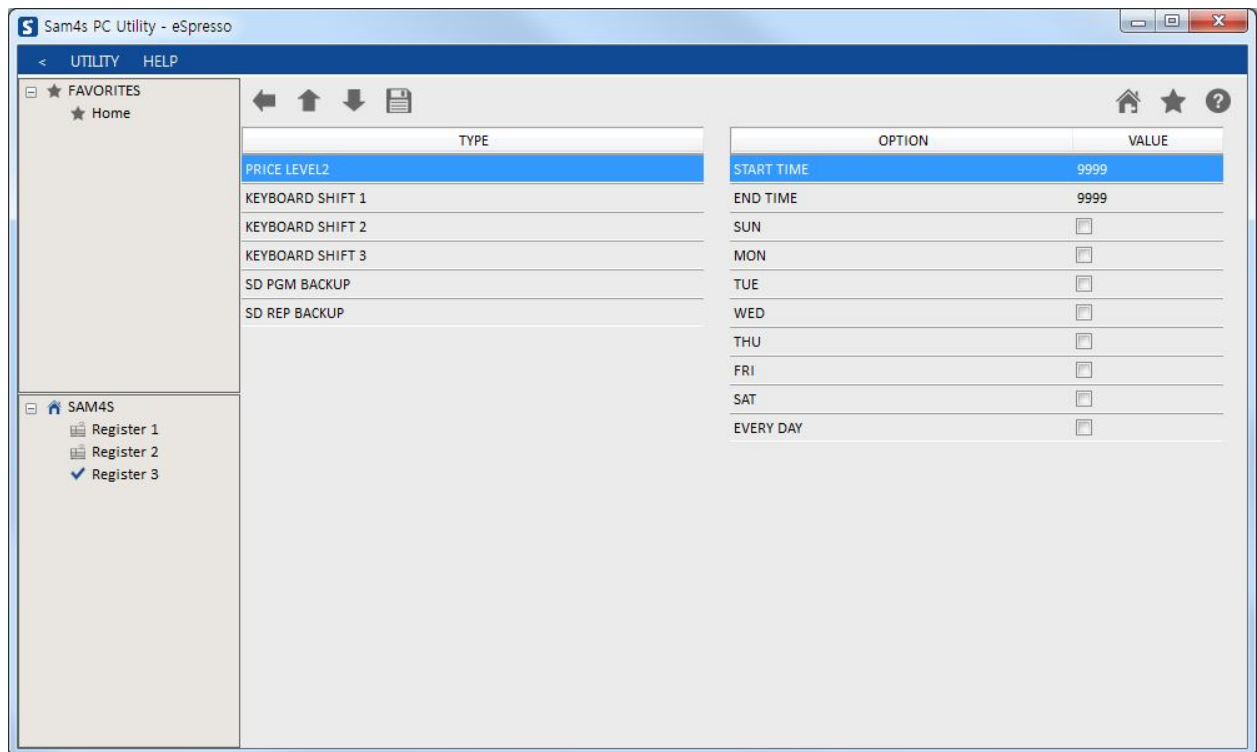 Sam4s PC Utility - eSpresso
< UTILITY HELP
FAVORITES
Home
SAM4S
Register 1
Register 2
Register 3
TYPE
PRICE LEVEL2
KEYBOARD SHIFT 1
KEYBOARD SHIFT 2
KEYBOARD SHIFT 3
SD PGM BACKUP
SD REP BACKUP
OPTION VALUE
START TIME 9999
END TIME 9999
SUN
MON
TUE
WED
THU
FRI
SAT
EVERY DAY